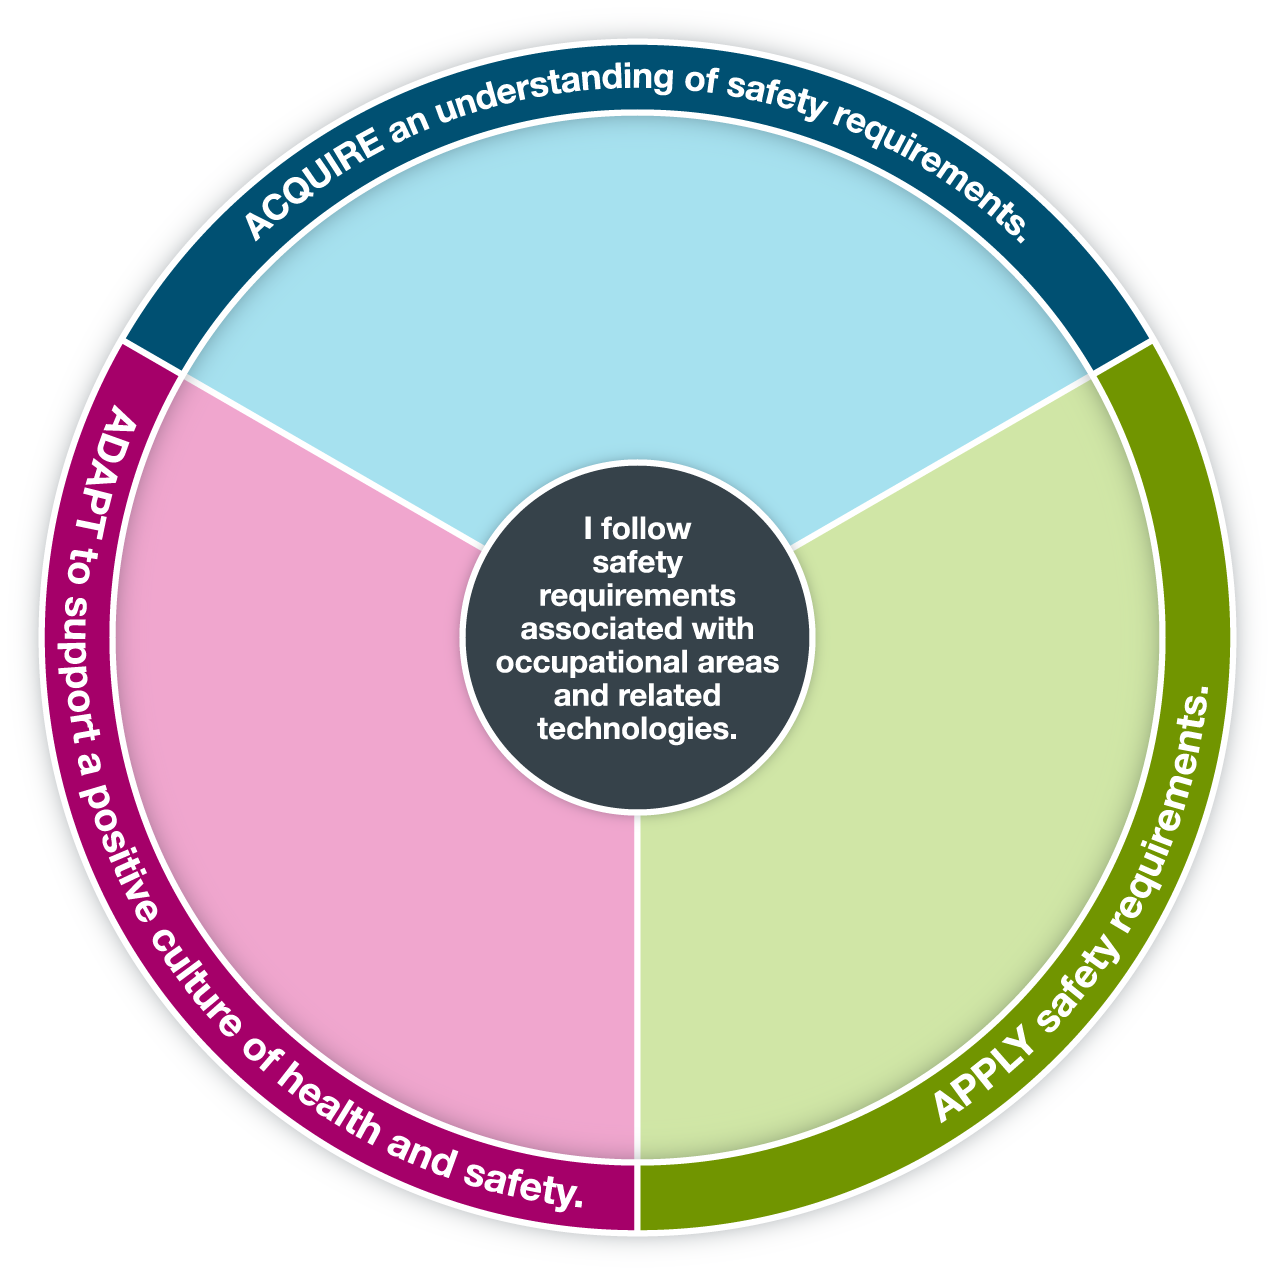 ACQUIRE an understanding of safety requirements.
APPLY safety requirements.
ADAPT to support a positive culture of health and safety.
I follow
safety
requirements
associated with
occupational areas
and related
technologies.